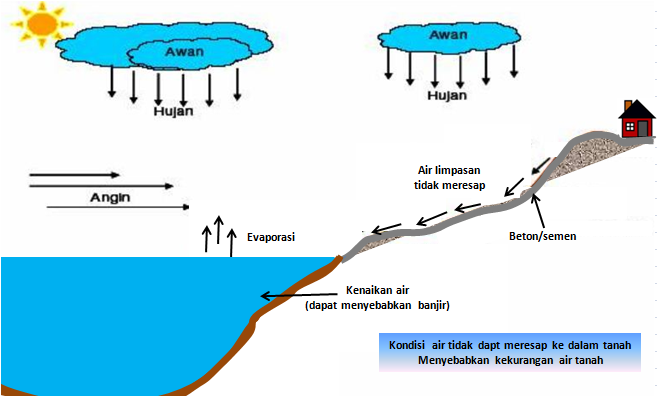 Awan
Awan
Hujan
Hujan
Air limpasan
tidak meresap
Angin
Evaporasi
Beton/semen
Kenaikan air
(dapat menyebabkan banjir)
Kondisi air tidak dapt meresap ke dalam tanah
Menyebabkan kekurangan air tanah